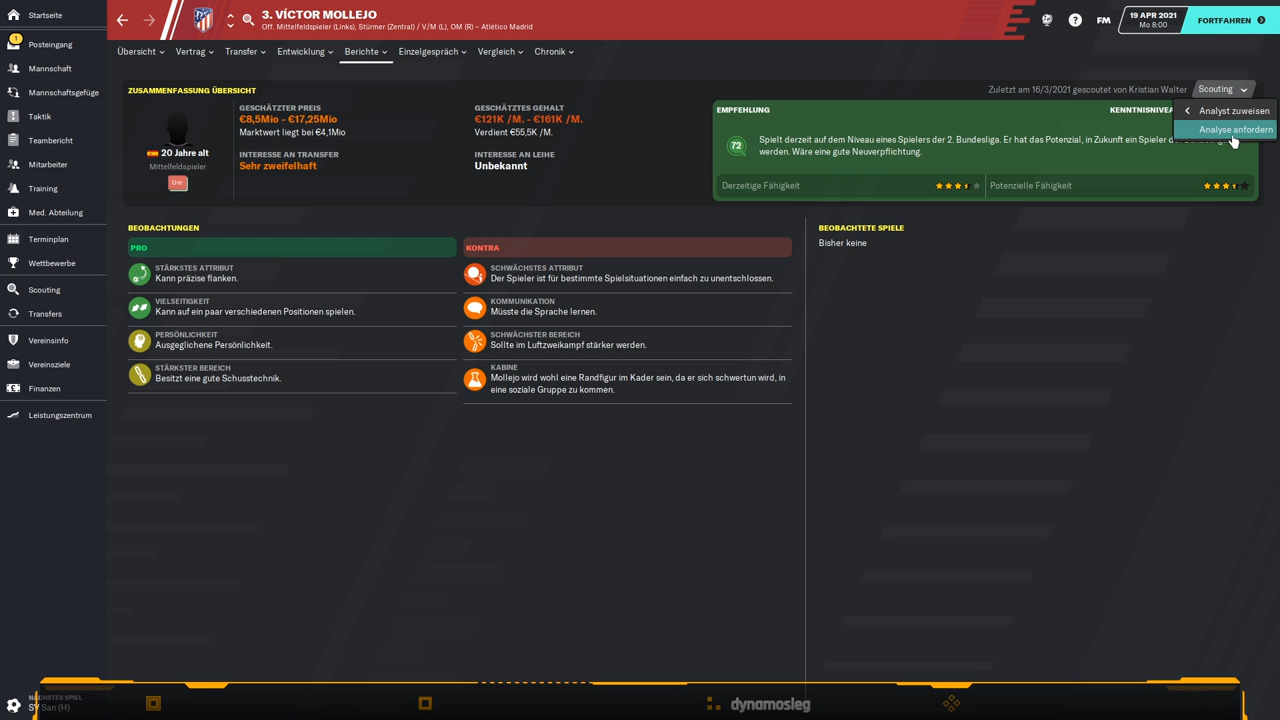 Startseite
1
Posteingang
Mannschaft
Mannschaftsgefüge
Taktik
Teambericht
Mitarbeiter
Training
Med. Abteilung
Terminplan
Wettbewerbe
Scouting
Transfers
Vereinsinfo
Vereinsziele
Finanzen
Leistungszentrum
NÄCHSTES SPIEL
SV San (H)
3. VÍCTOR MOLLEJO
Off. Mittelfeldspieler (Links), Stürmer (Zentral) / V/M (L), OM (R) – Atlético Madrid
FM
19 APR 2021
Mo 8:00
FORTFAHREN
Übersicht
Vertrag
Transfer
Entwicklung
Berichte
Einzelgespräch
Vergleich
Chronik
ZUSAMMENFASSUNG ÜBERSICHT
Zuletzt am 16/3/2021 gescoutet von Kristian Walter
Scouting
Analyst zuweisen
Analyse anfordern
20 Jahre alt
Mittelfeldspieler
Unr
GESCHÄTZTER PREIS
€8,5Mio - €17,25Mio
Marktwert liegt bei €4,1Mio
INTERESSE AN TRANSFER
Sehr zweifelhaft
GESCHÄTZTES GEHALT
€121K /M. - €161K /M.
Verdient €55,5K /M.
INTERESSE AN LEIHE
Unbekannt
EMPFEHLUNG
72
Spielt derzeit auf dem Niveau eines Spielers der 2. Bundesliga. Er hat das Potenzial, in Zukunft ein Spieler
werden. Wäre eine gute Neuverpflichtung.
Derzeitige Fähigkeit
Potenzielle Fähigkeit
BEOBACHTUNGEN
PRO
STÄRKSTES ATTRIBUT
Kann präzise flanken.
VIELSEITIGKEIT
Kann auf ein paar verschiedenen Positionen spielen.
PERSÖNLICHKEIT
Ausgeglichene Persönlichkeit.
STÄRKSTER BEREICH
Besitzt eine gute Schusstechnik.
KONTRA
SCHWÄCHSTES ATTRIBUT
Der Spieler ist für bestimmte Spielsituationen einfach zu unentschlossen.
KOMMUNIKATION
Müsste die Sprache lernen.
SCHWÄCHSTER BEREICH
Sollte im Luftzweikampf stärker werden.
KABINE
Mollejo wird wohl eine Randfigur im Kader sein, da er sich schwertun wird, in
eine soziale Gruppe zu kommen.
BEOBACHTETE SPIELE
Bisher keine
dynamosleg